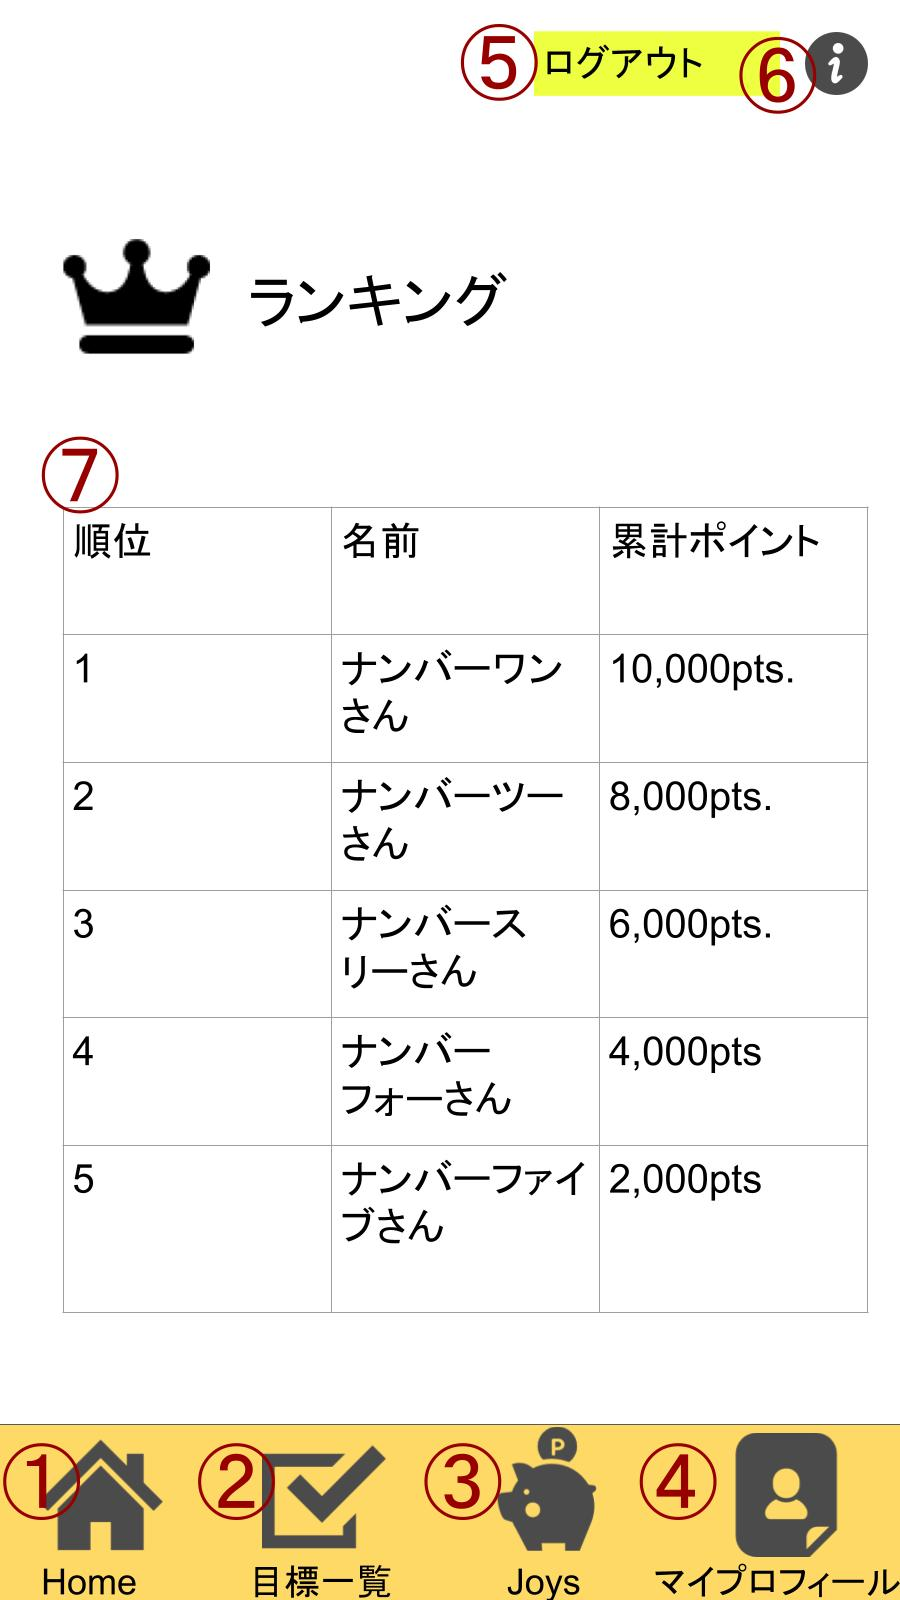 ⑤ ログアウト ⑥ i
ランキング
⑦
順位 名前 累計ポイント
1 ナンバーワン 10,000pts.
さん
2 ナンバーツー 8,000pts.
さん
3 ナンバース 6,000pts.
リーさん
4 ナンバー 4,000pts
フォーさん
5 ナンバーファイ 2,000pts
ブさん
P
① ② ③ ④
Home 目標一覧 Joys マイプロフィール